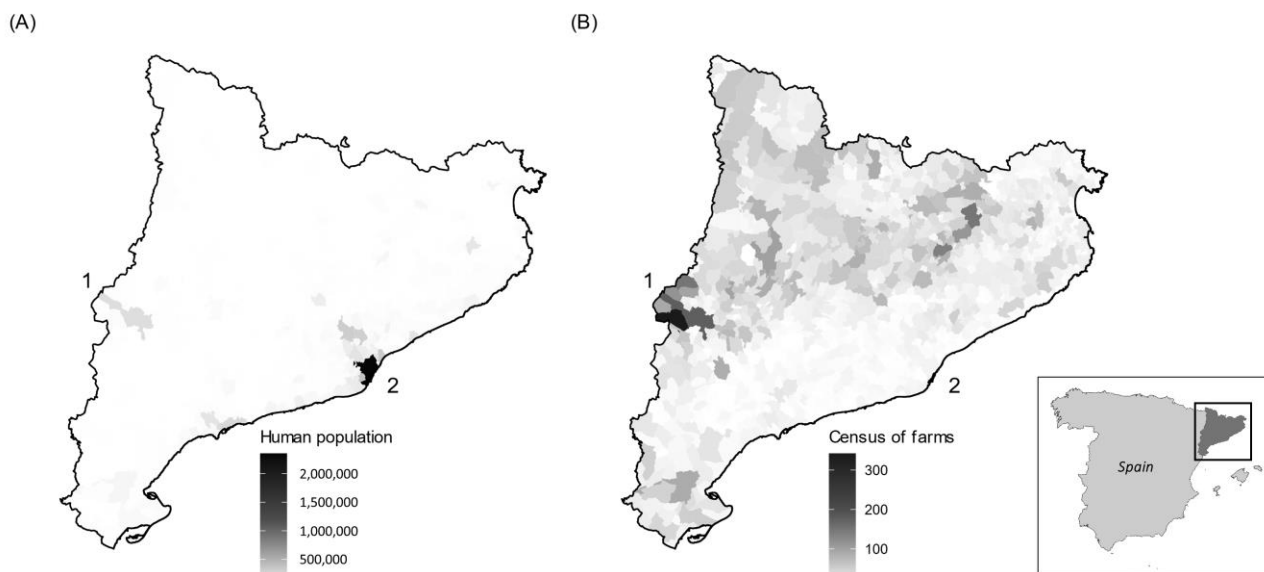 (A)
(B)
1
2
Human population
2,000,000
1,500,000
1,000,000
500,000
1
2
Census of farms
300
200
100
Spain